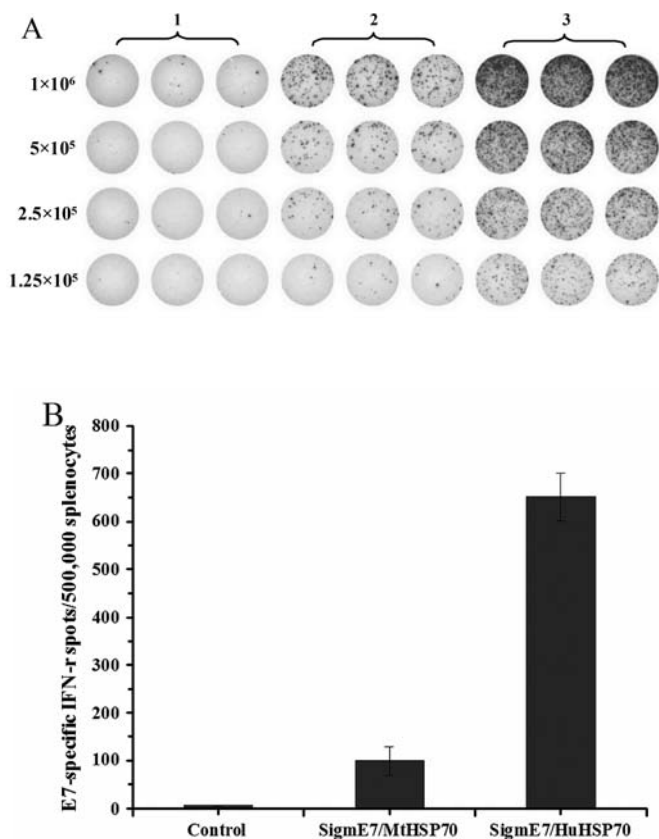 A
1 2 3
1×10⁶
5×10⁵
2.5×10⁵
1.25×10⁵
B
E7-specific IFN-r spots/500,000 splenocytes
800
700
600
500
400
300
200
100
0
Control SigmE7/MtHSP70 SigmE7/HuHSP70